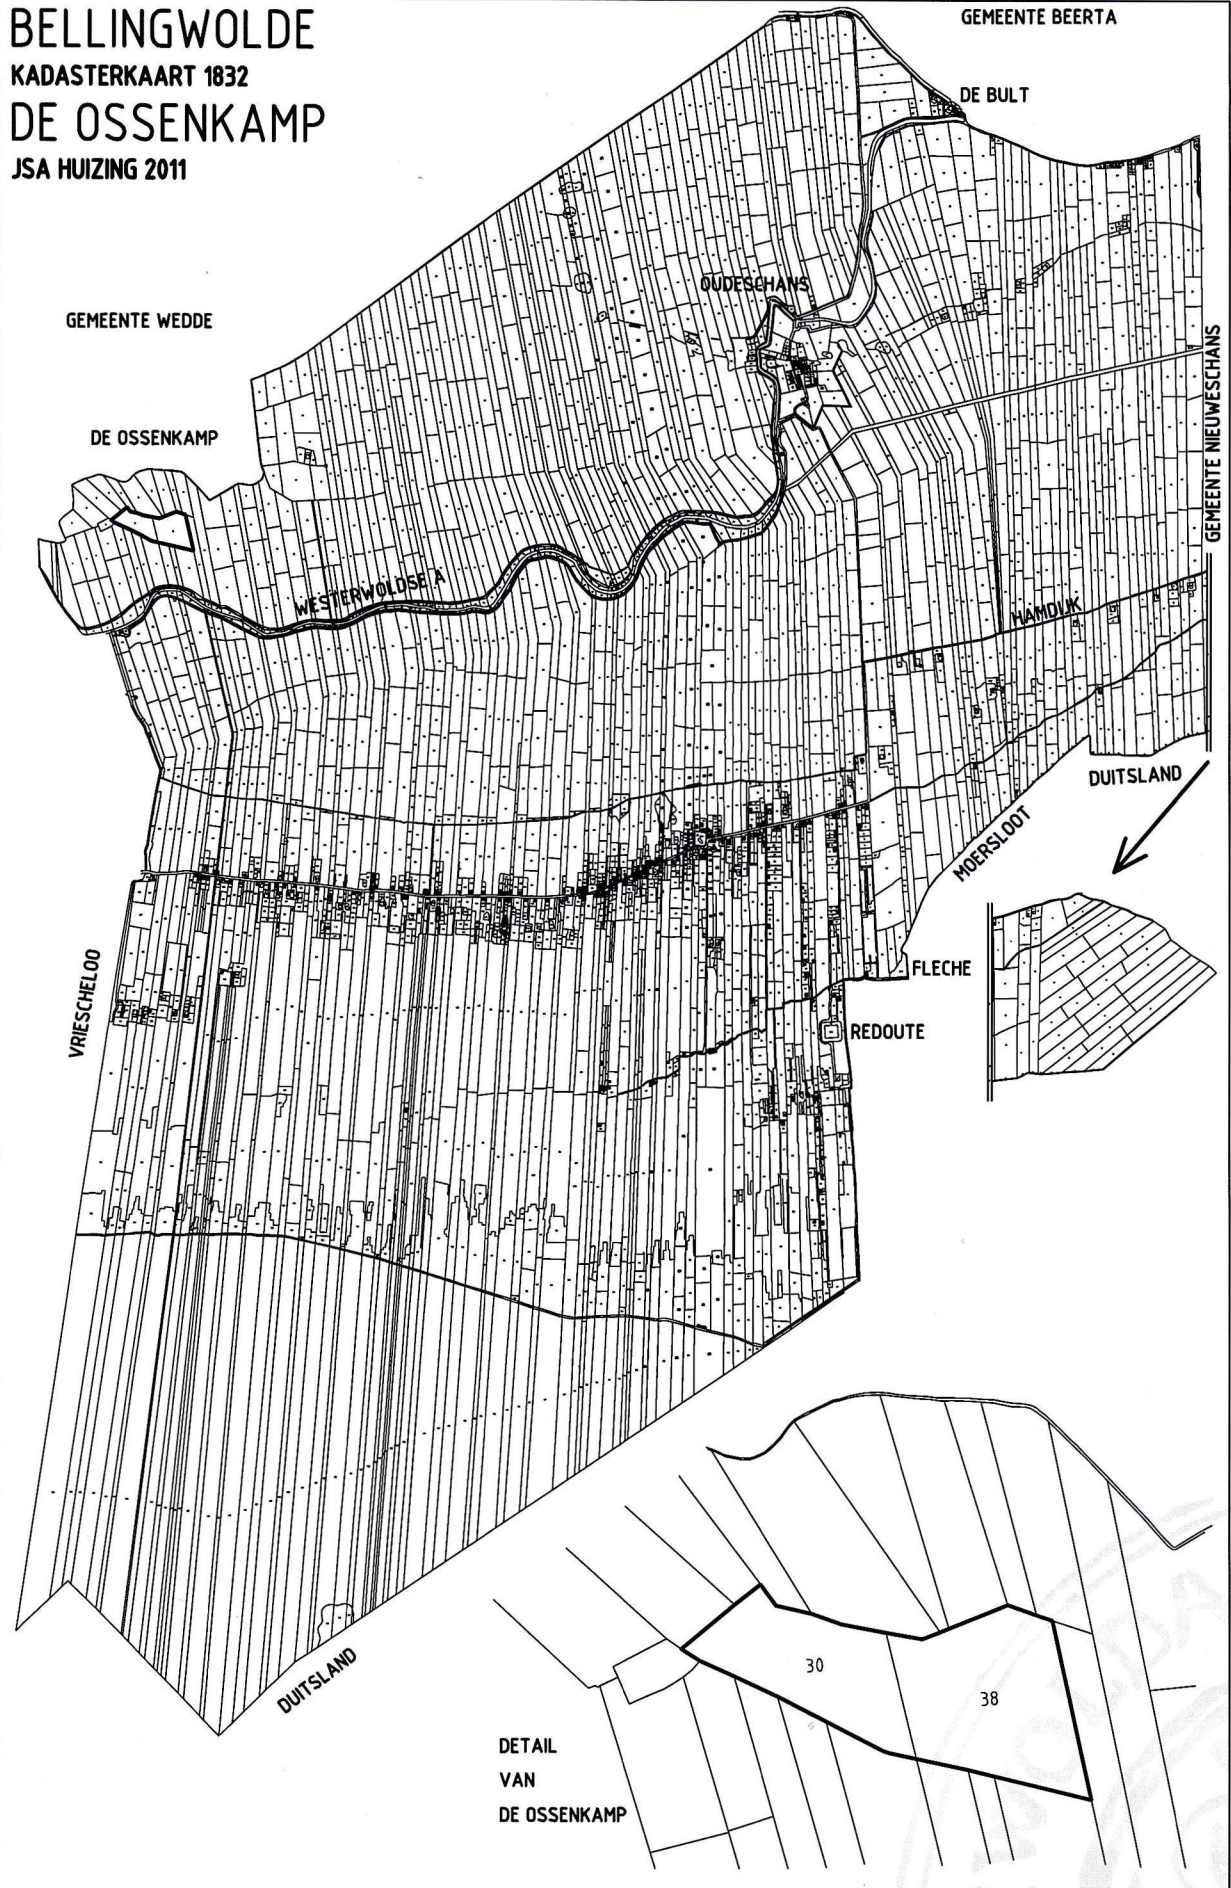 BELLINGWOLDE
KADASTERKAART 1832
DE OSSENKAMP
JSA HUIZING 2011
GEMEENTE BEERTA
DE BULT
OUDESCHANS
GEMEENTE WEDDE
GEMEENTE NIEUWESCHANS
DE OSSENKAMP
WESTERWOLDSE A
HAMDIJK
DUITSLAND
MOERSLOOT
VRIESCHELOO
FLECHE
REDOUTE
DUITSLAND
30
38
DETAIL
VAN
DE OSSENKAMP